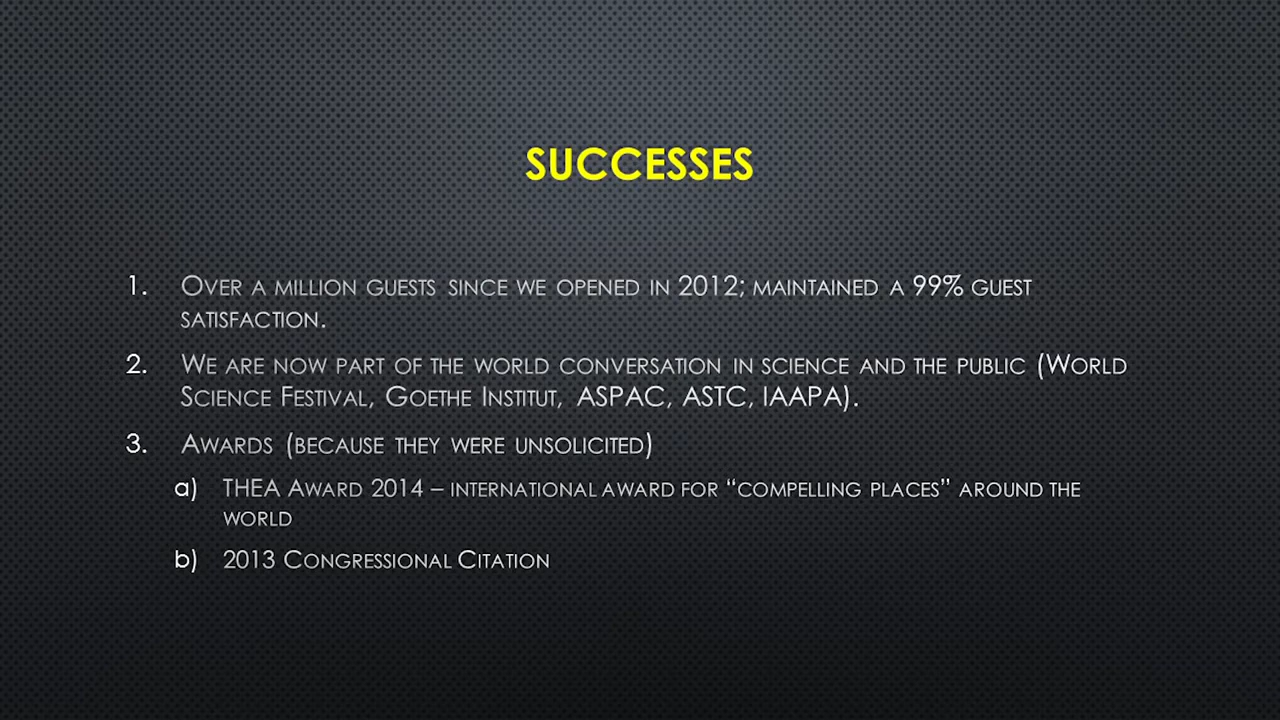 SUCCESSES
1. Over a million guests since we opened in 2012; maintained a 99% guest
satisfaction.
2. We are now part of the world conversation in science and the public (World
Science Festival, Goethe Institut, ASPAC, ASTC, IAAPA).
3. Awards (because they were unsolicited)
a) THEA Award 2014 – international award for “compelling places” around the
world
b) 2013 Congressional Citation